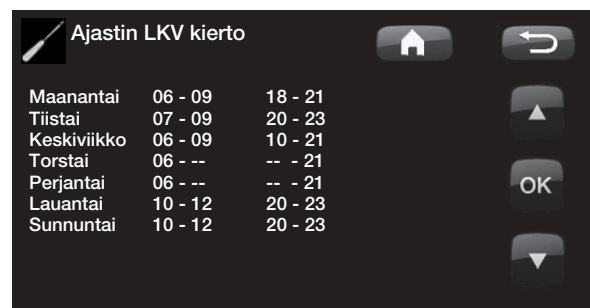 Ajastin LKV kierto
Maanantai 06 - 09 18 - 21
Tiistai 07 - 09 20 - 23
Keskiviikko 06 - 09 10 - 21
Torstai 06 - -- -- - 21
Perjantai 06 - -- -- - 21
Lauantai 10 - 12 20 - 23
Sunnuntai 10 - 12 20 - 23
OK